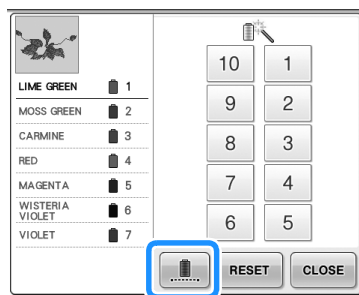 10 1
LIME GREEN 1
9 2
MOSS GREEN 2
CARMINE 3
8 3
RED 4
MAGENTA 5
7 4
WISTERIA VIOLET 6
6 5
VIOLET 7
RESET CLOSE